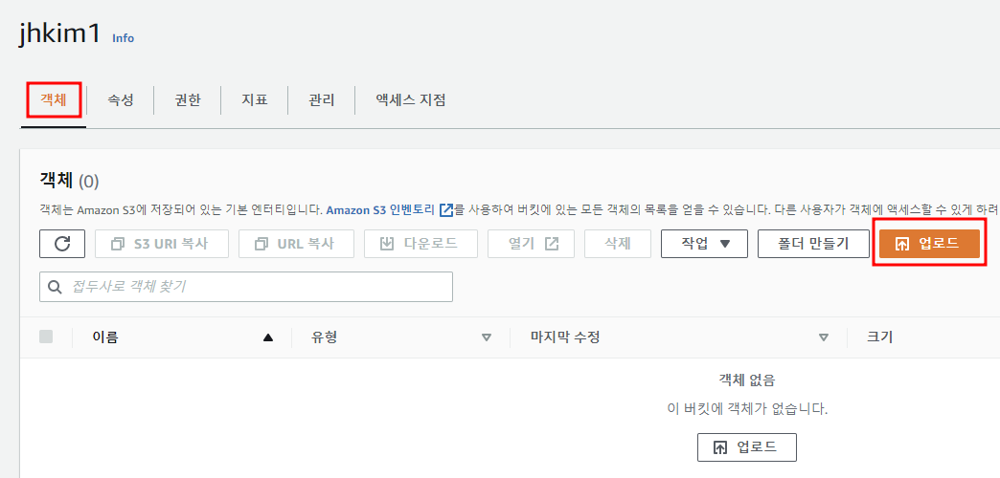 jhkim1 Info
객체 속성 권한 지표 관리 액세스 지점
객체 (0)
객체는 Amazon S3에 저장되어 있는 기본 엔터티입니다. Amazon S3 인벤토리를 사용하여 버킷에 있는 모든 객체의 목록을 얻을 수 있습니다. 다른 사용자가 객체에 액세스할 수 있게 하려
S3 URI 복사 URL 복사 다운로드 열기 삭제 작업 폴더 만들기 업로드
접두사로 객체 찾기
이름 유형 마지막 수정 크기
객체 없음
이 버킷에 객체가 없습니다.
업로드